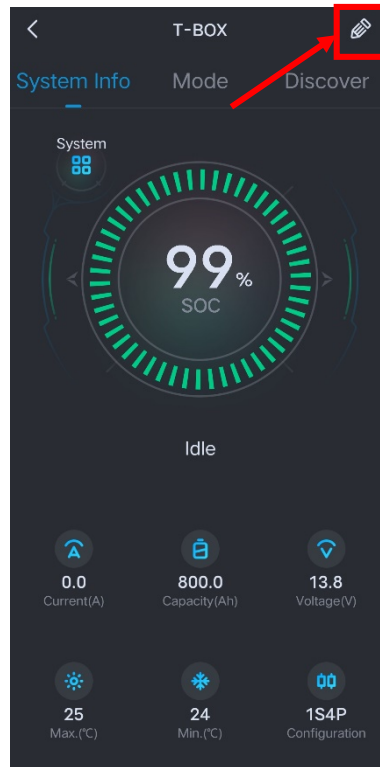 T-BOX
System Info Mode Discover
System
99%
SOC
Idle
0.0 800.0 13.8
Current(A) Capacity(Ah) Voltage(V)
25 24 1S4P
Max.(℃) Min.(℃) Configuration